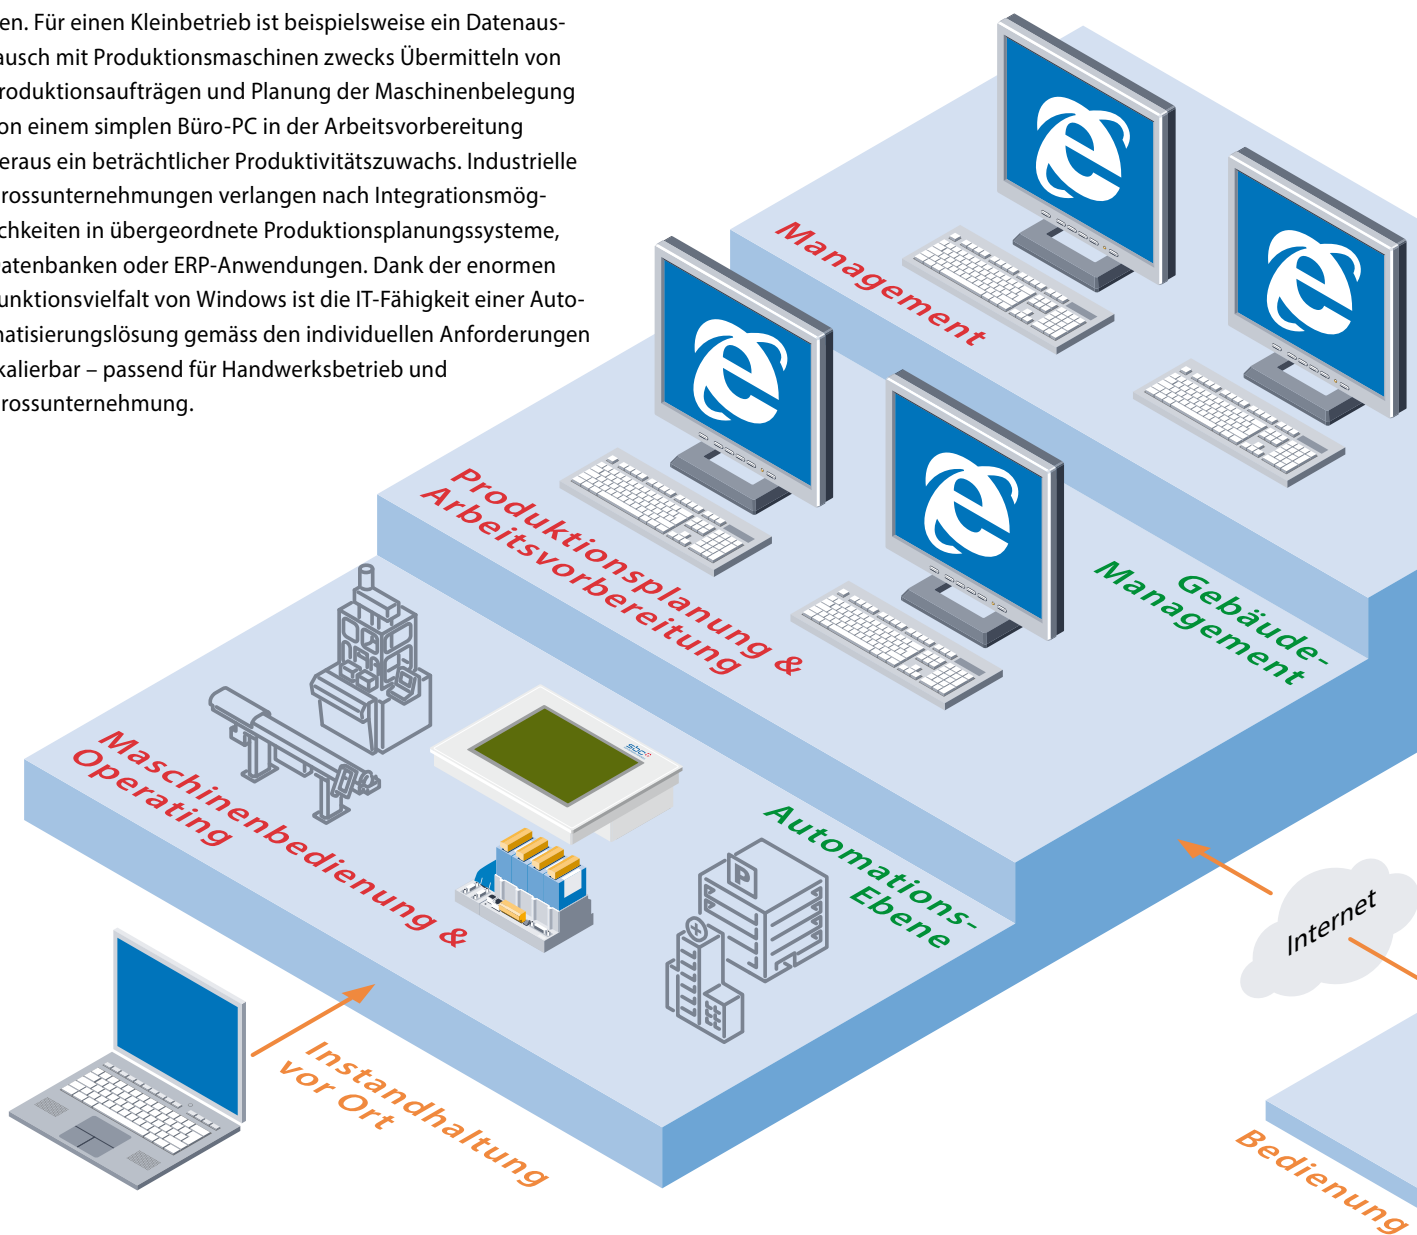 en. Für einen Kleinbetrieb ist beispielsweise ein Datenaus-
ausch mit Produktionsmaschinen zwecks Übermitteln von
roduktionsaufträgen und Planung der Maschinenbelegung
on einem simplen Büro-PC in der Arbeitsvorbereitung
eraus ein beträchtlicher Produktivitätszuwachs. Industrielle
rossunternehmungen verlangen nach Integrationsmög-
chkeiten in übergeordnete Produktionsplanungssysteme,
atenbanken oder ERP-Anwendungen. Dank der enormen
unktionsvielfalt von Windows ist die IT-Fähigkeit einer Auto-
natisierungslösung gemäss den individuellen Anforderungen
kalierbar – passend für Handwerksbetrieb und
rossunternehmung.
Management
Produktionsplanung &
Arbeitsvorbereitung
Gebäude-
Management
Maschinenbedienung &
Operating
sbc
Automations-
Ebene
P
Internet
Instandhaltung
vor Ort
Bedienung